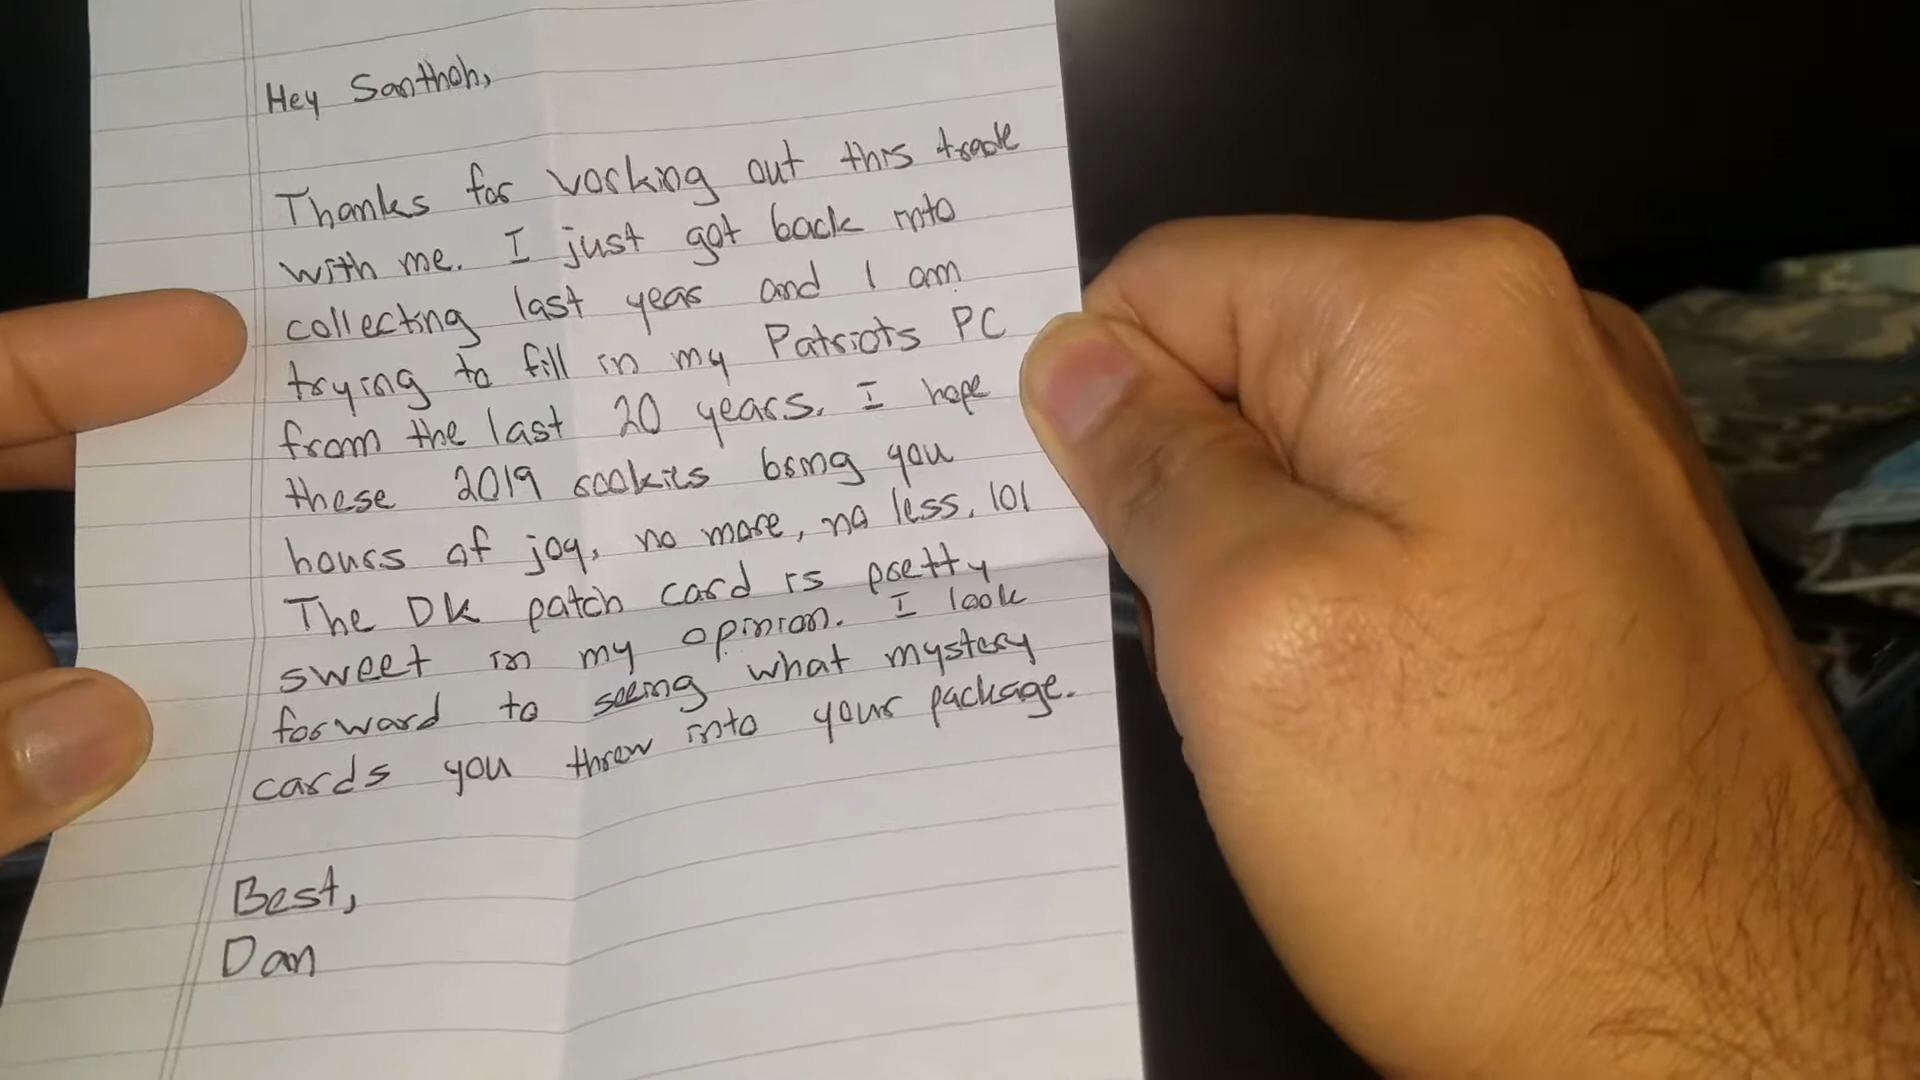 Hey Santhoh,
Thanks for working out this trade
with me. I just got back into
collecting last year and I am
trying to fill in my Patriots PC
from the last 20 years. I hope
these 2019 rookies bring you
hours of joy, no more, no less, lol
The DK patch card is pretty
sweet in my opinion. I look
forward to seeing what mystery
cards you threw into your package.
Best,
Dan